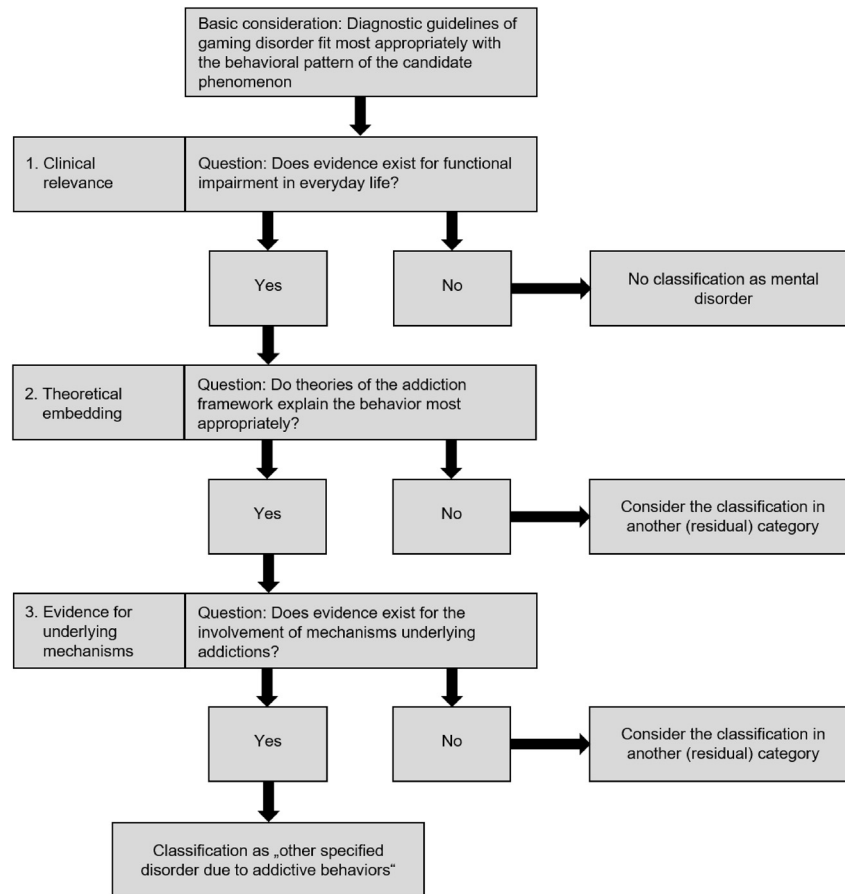 Basic consideration: Diagnostic guidelines of
gaming disorder fit most appropriately with
the behavioral pattern of the candidate
phenomenon
1. Clinical
relevance
Question: Does evidence exist for functional
impairment in everyday life?
Yes
No
No classification as mental
disorder
2. Theoretical
embedding
Question: Do theories of the addiction
framework explain the behavior most
appropriately?
Yes
No
Consider the classification in
another (residual) category
3. Evidence for
underlying
mechanisms
Question: Does evidence exist for the
involvement of mechanisms underlying
addictions?
Yes
No
Consider the classification in
another (residual) category
Classification as „other specified
disorder due to addictive behaviors“